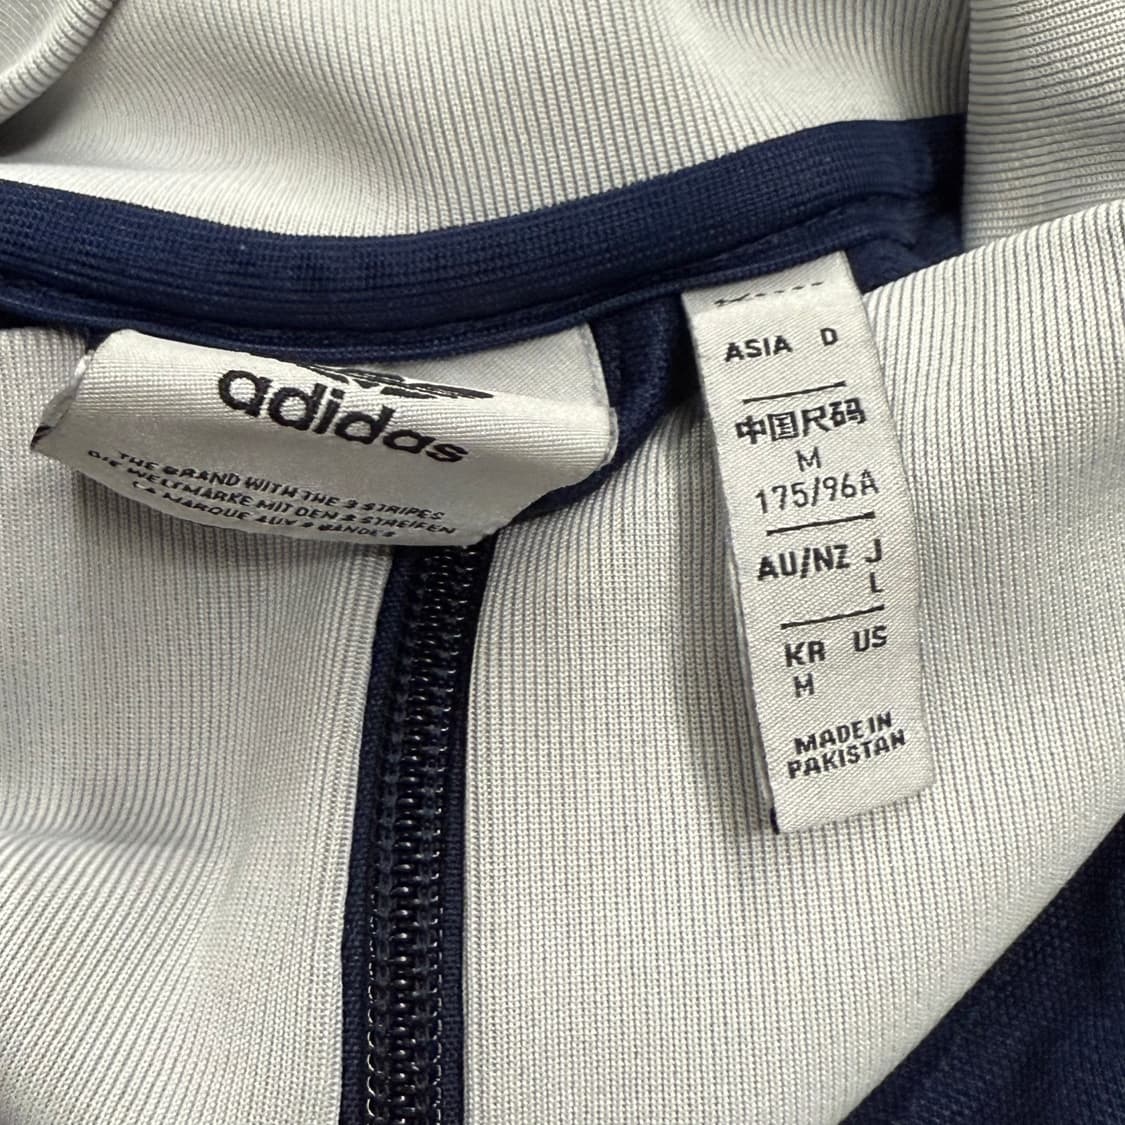 adidas
THE BRAND WITH THE 3 STRIPES
DIE WELTMARKE MIT DEN 3 STREIFEN
LA MARQUE AUX 3 BANDES
ASIA D
中国尺码
M
175/96A
AU/NZ J
L
KR US
M
MADE IN
PAKISTAN